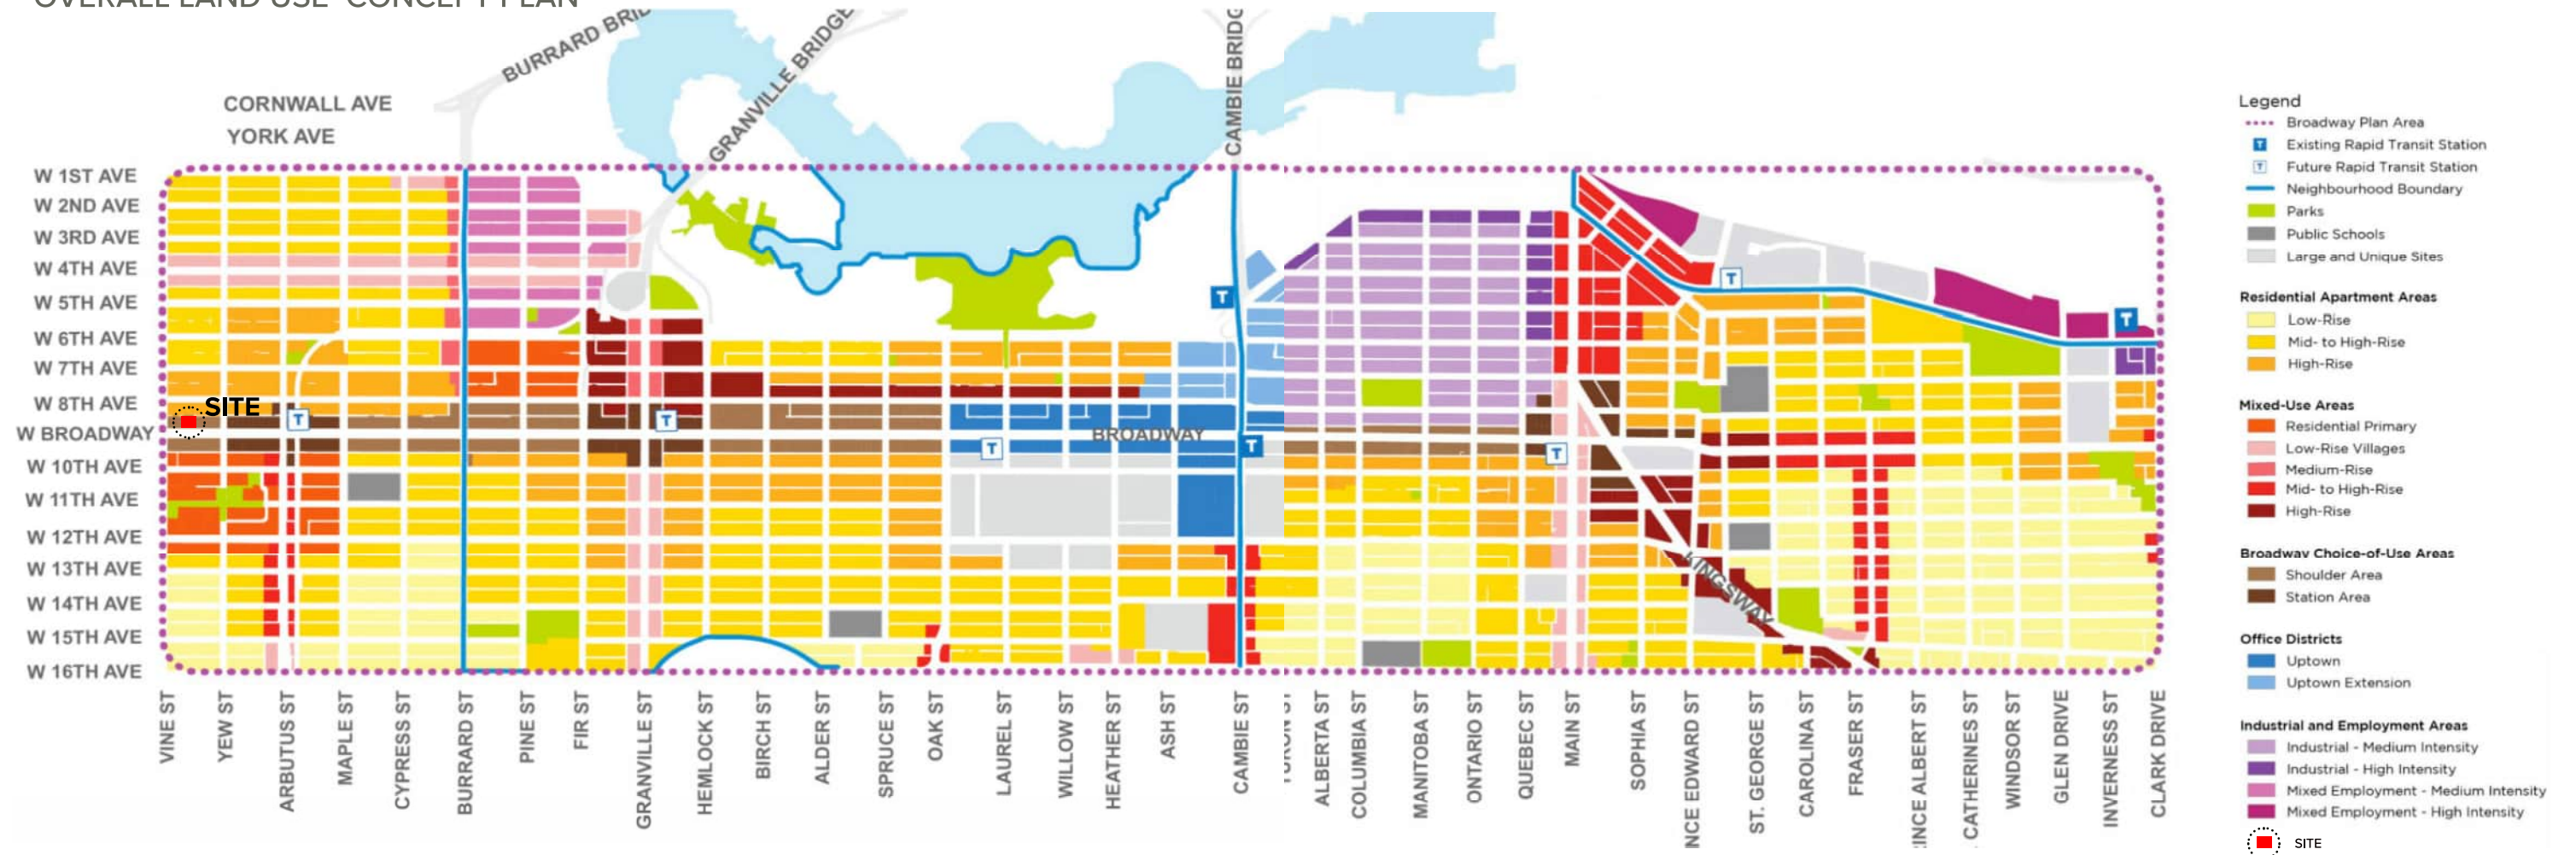 OVERALL LAND USE CONCEPT PLAN
BURRARD
GRANVILLE BRIDGE
CAMBIE
CORNWALL AVE
YORK AVE
W 1ST AVE
W 2ND AVE
W 3RD AVE
W 4TH AVE
W 5TH AVE
W 6TH AVE
W 7TH AVE
W 8TH AVE
W BROADWAY
W 10TH AVE
W 11TH AVE
W 12TH AVE
W 13TH AVE
W 14TH AVE
W 15TH AVE
W 16TH AVE
SITE
BROADWAY
KINGSWAY
T
T
T
T
T
T
T
T
VINE ST
YEW ST
ARBUTUS ST
MAPLE ST
CYPRESS ST
BURRARD ST
PINE ST
FIR ST
GRANVILLE ST
HEMLOCK ST
BIRCH ST
ALDER ST
SPRUCE ST
OAK ST
LAUREL ST
WILLOW ST
HEATHER ST
ASH ST
CAMBIE ST
ALBERTA ST
COLUMBIA ST
MANITOBA ST
ONTARIO ST
QUEBEC ST
MAIN ST
SOPHIA ST
NCE EDWARD ST
ST. GEORGE ST
CAROLINA ST
FRASER ST
INCE ALBERT ST
. CATHERINES ST
WINDSOR ST
GLEN DRIVE
INVERNESS ST
CLARK DRIVE
Legend
Broadway Plan Area
T Existing Rapid Transit Station
T Future Rapid Transit Station
Neighbourhood Boundary
Parks
Public Schools
Large and Unique Sites
Residential Apartment Areas
Low-Rise
Mid- to High-Rise
High-Rise
Mixed-Use Areas
Residential Primary
Low-Rise Villages
Medium-Rise
Mid- to High-Rise
High-Rise
Broadway Choice-of-Use Areas
Shoulder Area
Station Area
Office Districts
Uptown
Uptown Extension
Industrial and Employment Areas
Industrial - Medium Intensity
Industrial - High Intensity
Mixed Employment - Medium Intensity
Mixed Employment - High Intensity
SITE